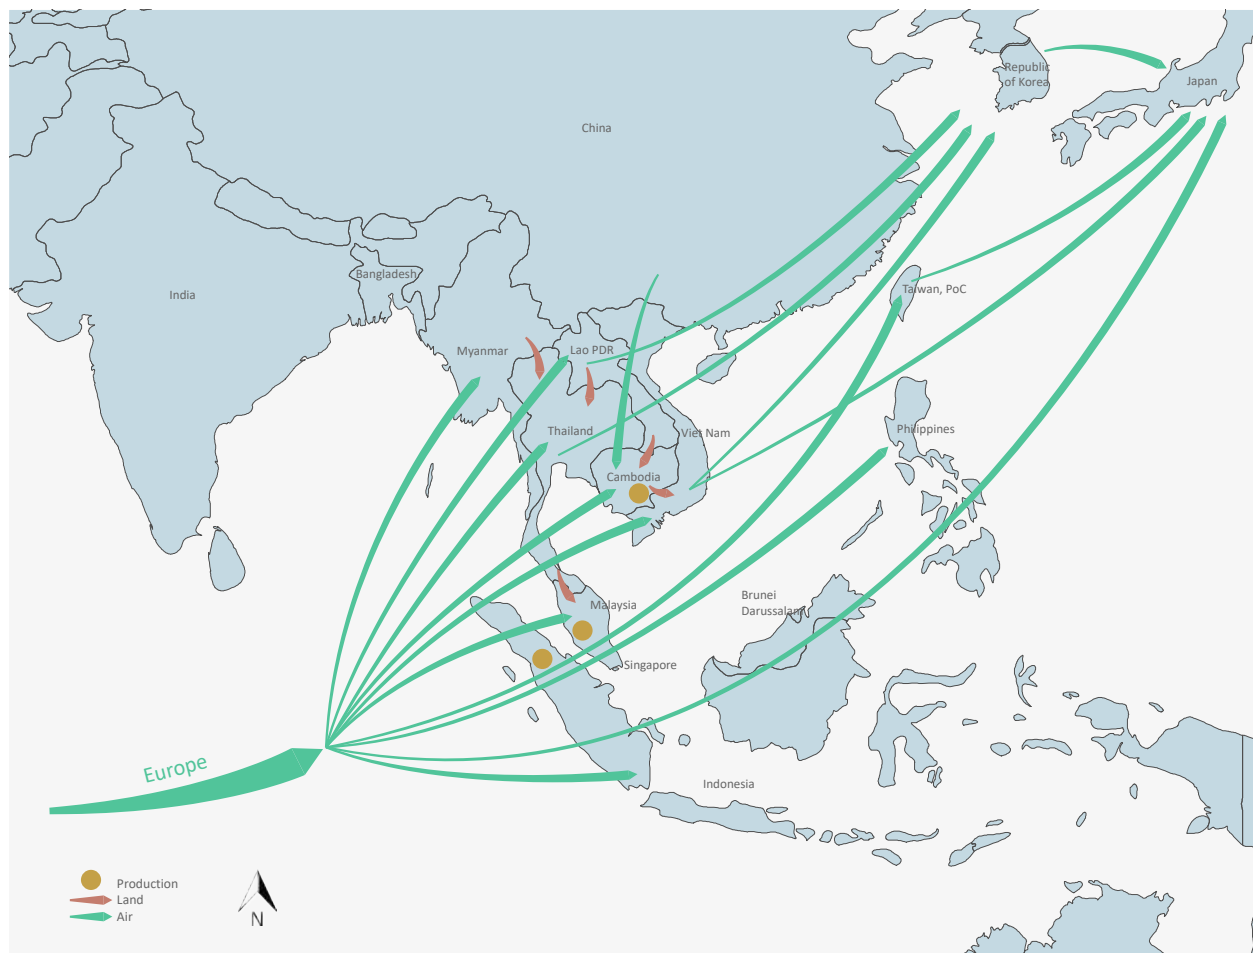 Republic
of Korea
Japan
China
Bangladesh
India
Taiwan, PoC
Myanmar
Lao PDR
Thailand
Viet Nam
Philippines
Cambodia
Brunei
Darussalam
Malaysia
Singapore
Europe
Indonesia
Production
Land
Air
N